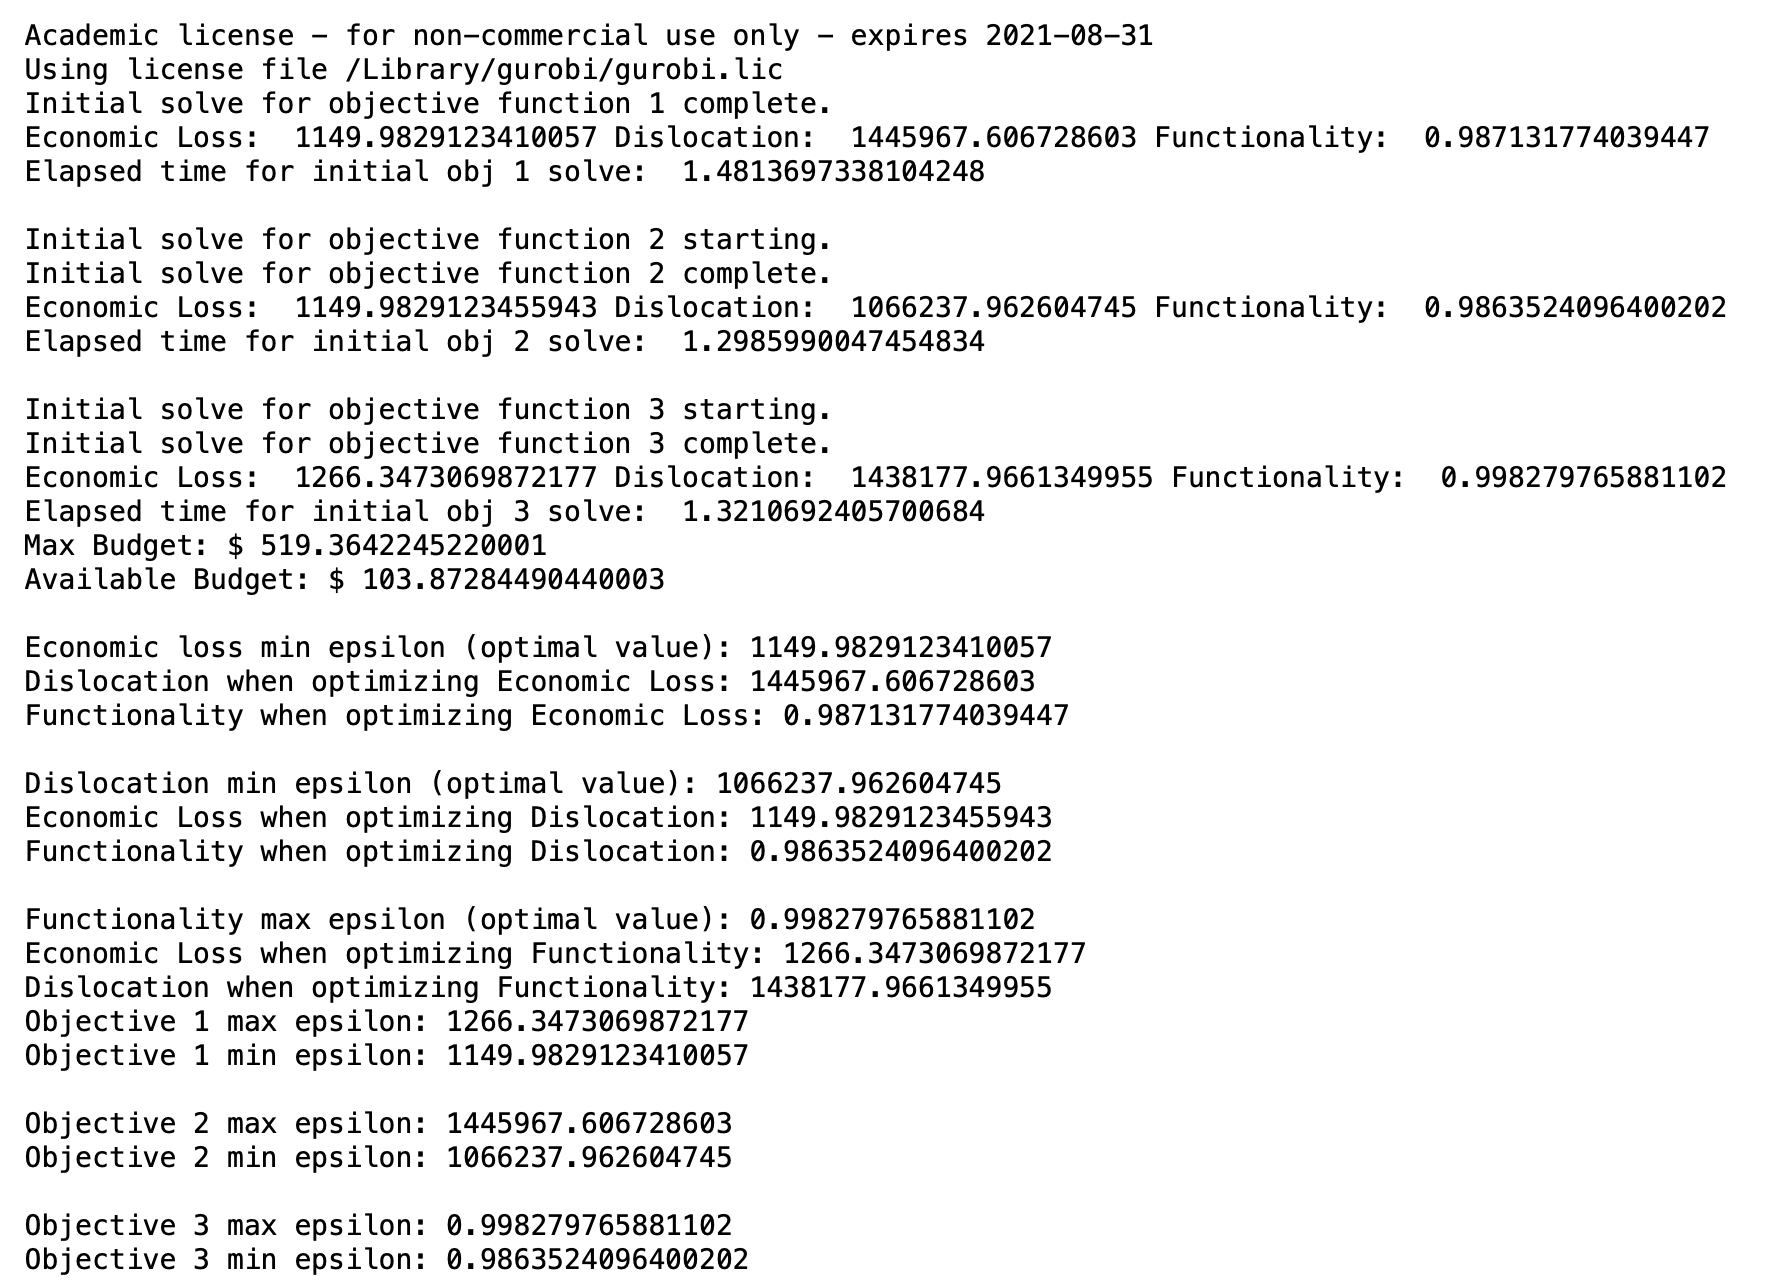 Academic license - for non-commercial use only - expires 2021-08-31
Using license file /Library/gurobi/gurobi.lic
Initial solve for objective function 1 complete.
Economic Loss:  1149.9829123410057 Dislocation:  1445967.606728603 Functionality:  0.987131774039447
Elapsed time for initial obj 1 solve:  1.4813697338104248
Initial solve for objective function 2 starting.
Initial solve for objective function 2 complete.
Economic Loss:  1149.9829123455943 Dislocation:  1066237.962604745 Functionality:  0.9863524096400202
Elapsed time for initial obj 2 solve:  1.2985990047454834
Initial solve for objective function 3 starting.
Initial solve for objective function 3 complete.
Economic Loss:  1266.3473069872177 Dislocation:  1438177.9661349955 Functionality:  0.998279765881102
Elapsed time for initial obj 3 solve:  1.3210692405700684
Max Budget: $ 519.3642245220001
Available Budget: $ 103.87284490440003
Economic loss min epsilon (optimal value): 1149.9829123410057
Dislocation when optimizing Economic Loss: 1445967.606728603
Functionality when optimizing Economic Loss: 0.987131774039447
Dislocation min epsilon (optimal value): 1066237.962604745
Economic Loss when optimizing Dislocation: 1149.9829123455943
Functionality when optimizing Dislocation: 0.9863524096400202
Functionality max epsilon (optimal value): 0.998279765881102
Economic Loss when optimizing Functionality: 1266.3473069872177
Dislocation when optimizing Functionality: 1438177.9661349955
Objective 1 max epsilon: 1266.3473069872177
Objective 1 min epsilon: 1149.9829123410057
Objective 2 max epsilon: 1445967.606728603
Objective 2 min epsilon: 1066237.962604745
Objective 3 max epsilon: 0.998279765881102
Objective 3 min epsilon: 0.9863524096400202